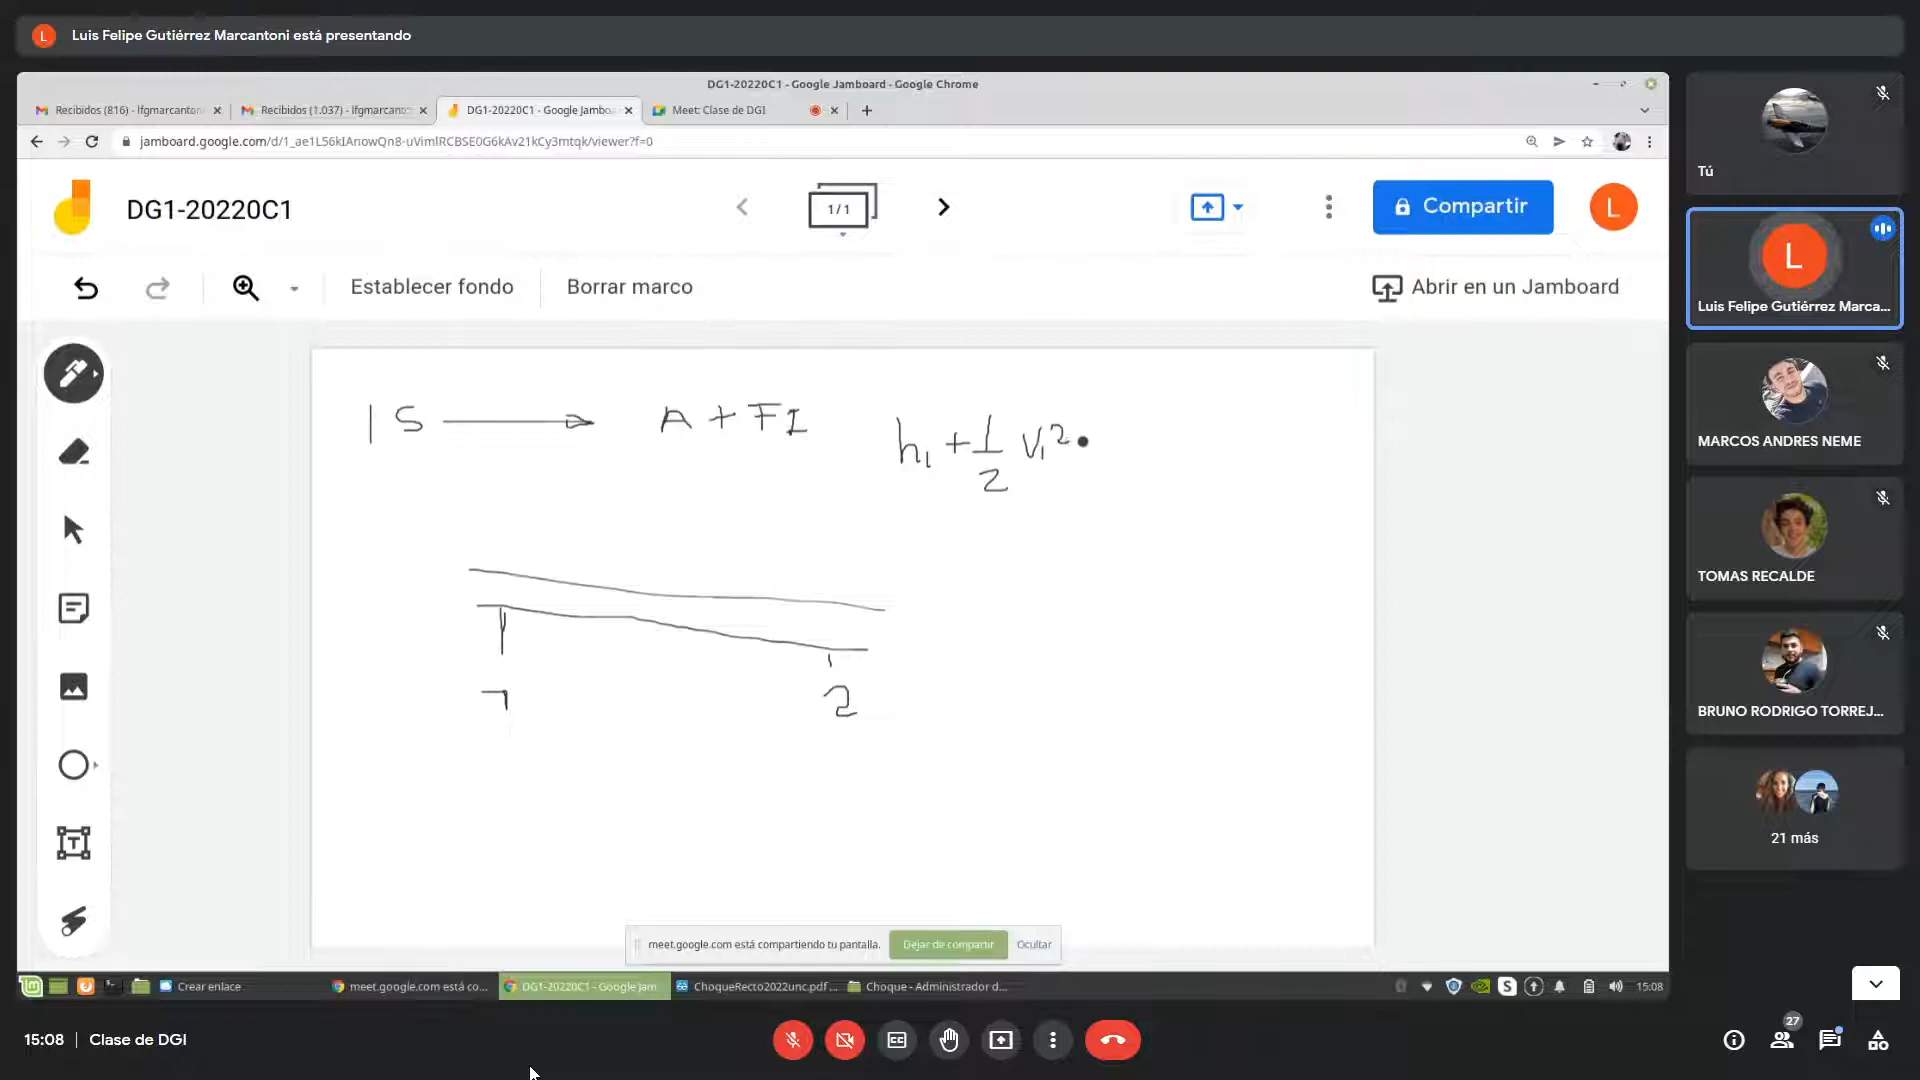 Luis Felipe Gutiérrez Marcantoni está presentando
DG1-20220C1 - Google Jamboard - Google Chrome
Recibidos (816) - lfgmarcanton
Recibidos (1.037) - lfgmarcanto
DG1-20220C1 - Google Jamboa
Meet: Clase de DGI
jamboard.google.com/d/1_ae1L56kIAnowQn8-uVimlRCBSE0G6kAv21kCy3mtqk/viewer?f=0
DG1-20220C1
1/1
Compartir
L
Establecer fondo
Borrar marco
Abrir en un Jamboard
1 S → A + FI
h₁ + 1/2 V₁²
1
2
meet.google.com está compartiendo tu pantalla.
Dejar de compartir
Ocultar
Crear enlace
meet.google.com está co...
DG1-20220C1 - Google Jam
ChoqueRecto2022unc.pdf...
Choque - Administrador d...
15:08
Tú
L
Luis Felipe Gutiérrez Marca...
MARCOS ANDRES NEME
TOMAS RECALDE
BRUNO RODRIGO TORREJ...
21 más
15:08 | Clase de DGI
27